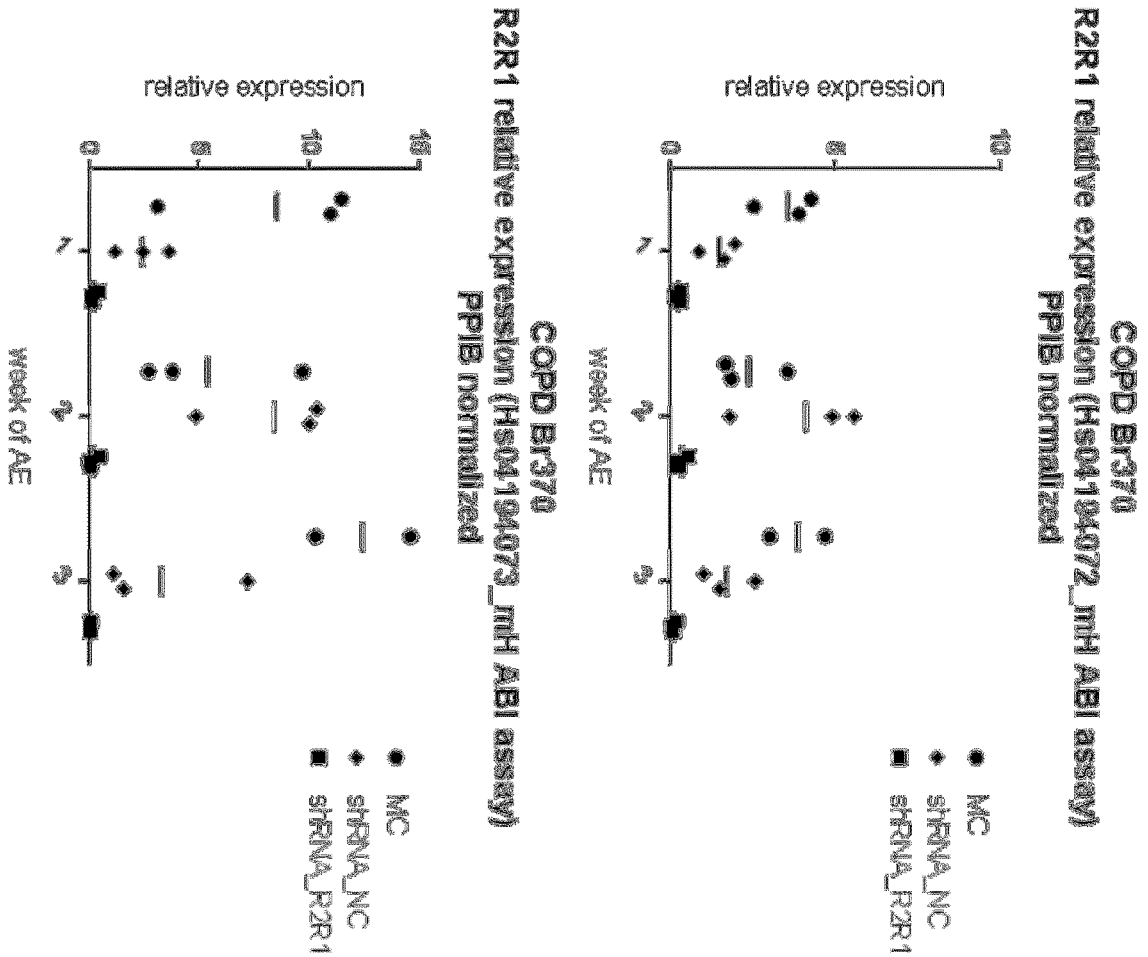 COPD Br370
R2R1 relative expression (Hs04194072_mH ABI assay)
PPIB normalized
relative expression
10
5
0
1
2
3
week of AE
MC
shRNA_NC
shRNA_R2R1
COPD Br370
R2R1 relative expression (Hs04194073_mH ABI assay)
PPIB normalized
relative expression
15
10
5
0
1
2
3
week of AE
MC
shRNA_NC
shRNA_R2R1